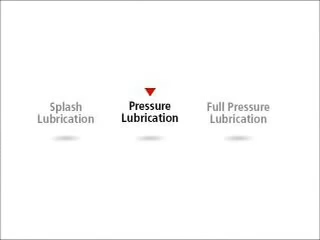 Splash
Lubrication
Pressure
Lubrication
Full Pressure
Lubrication